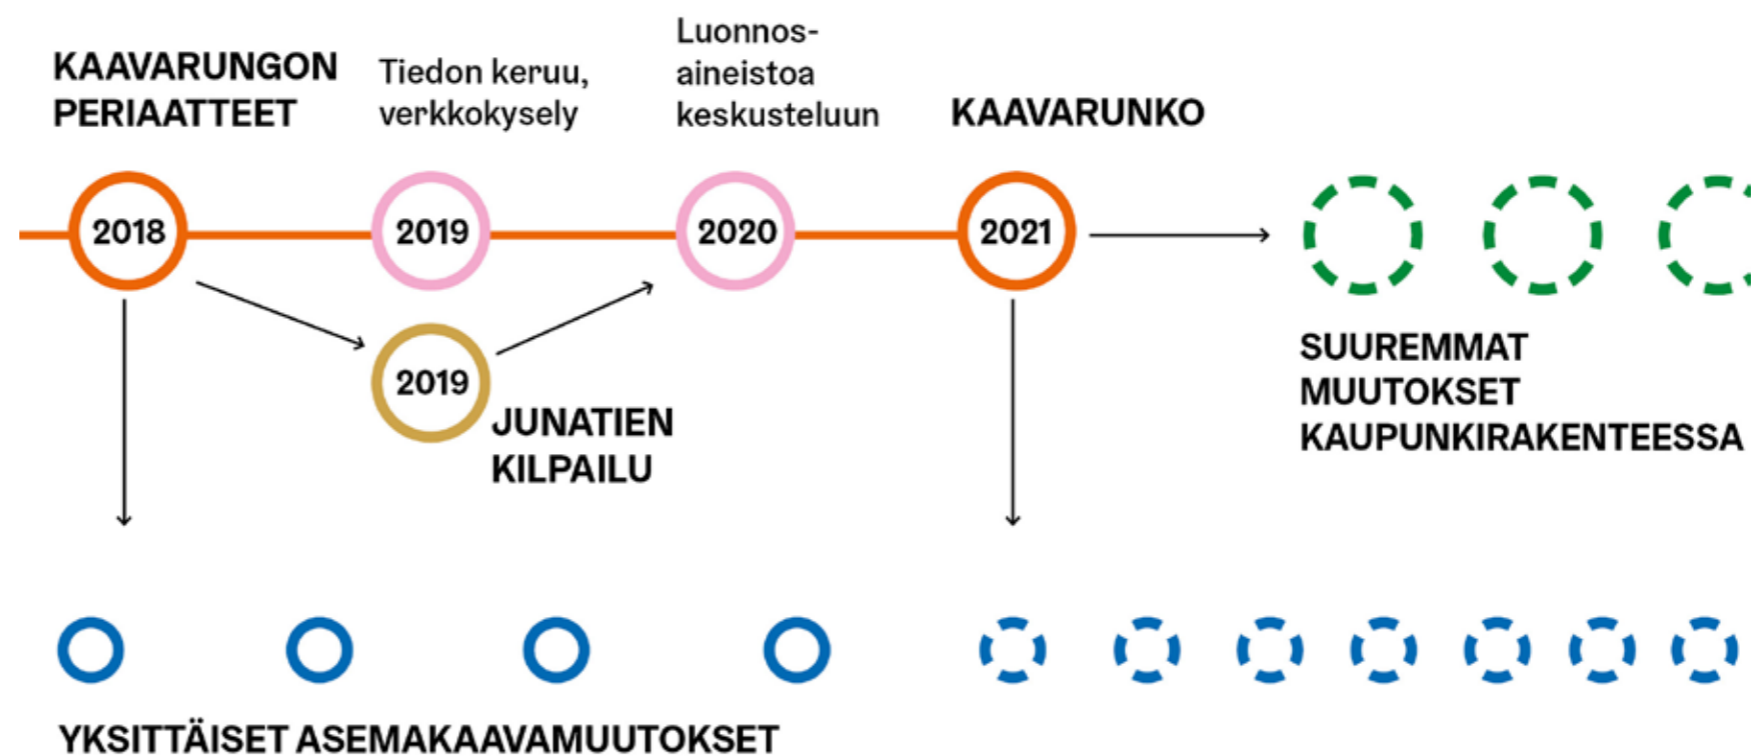 KAAVARUNGON
PERIAATTEET
Tiedon keruu,
verkkokysely
Luonnos-
aineistoa
keskusteluun
KAAVARUNKO
2018
2019
2020
2021
2019
JUNATIEN
KILPAILU
SUUREMMAT
MUUTOKSET
KAUPUNKIRAKENTEESSA
YKSITTÄISET ASEMAKAAVAMUUTOKSET